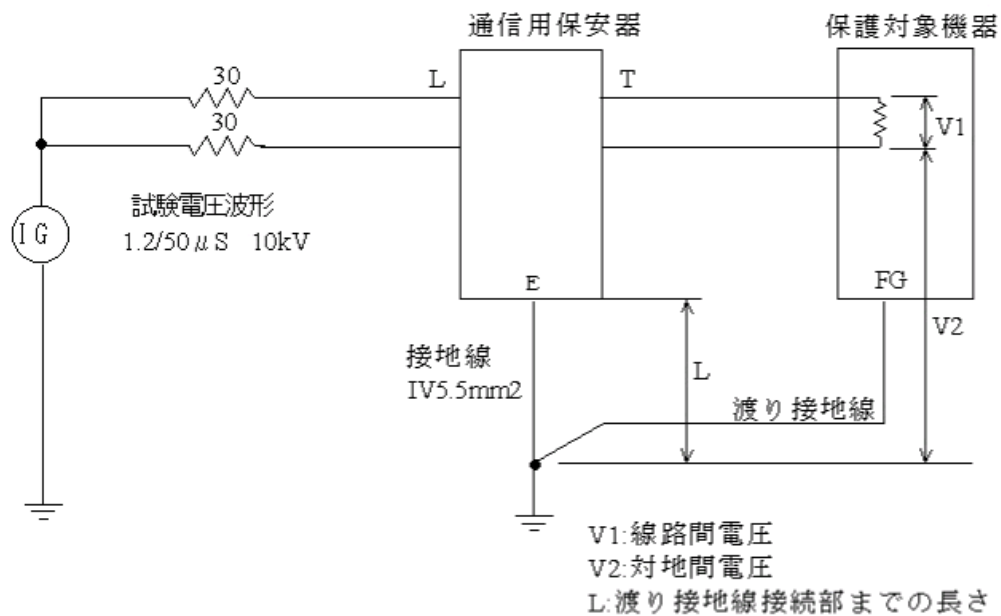 通信用保安器
保護対象機器
30
L
T
30
V1
試験電圧波形
1.2/50μS 10kV
IG
E
FG
V2
接地線
IV5.5mm2
L
渡り接地線
V1:線路間電圧
V2:対地間電圧
L:渡り接地線接続部までの長さ